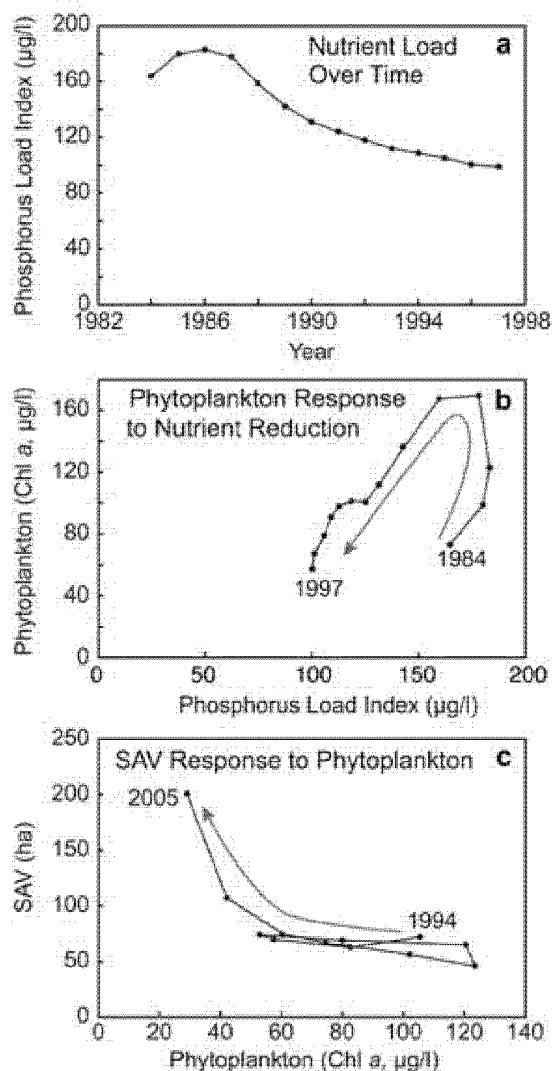 Nutrient Load
Over Time
a
Phosphorus Load Index (µg/l)
200
160
120
80
40
0
1982
1986
1990
1994
1998
Year
Phytoplankton Response
to Nutrient Reduction
b
Phytoplankton (Chl a, µg/l)
160
120
80
40
0
1984
1997
0
50
100
150
200
Phosphorus Load Index (µg/l)
SAV Response to Phytoplankton
c
SAV (ha)
250
200
150
100
50
0
2005
1994
0
20
40
60
80
100
120
140
Phytoplankton (Chl a, µg/l)